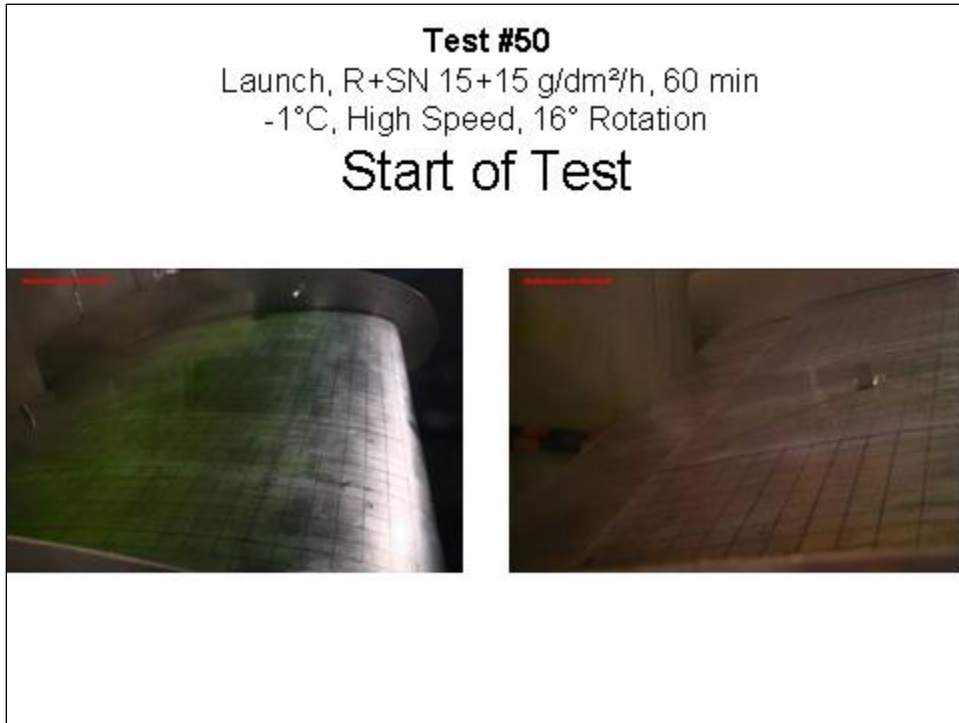 Test #50
Launch, R+SN 15+15 g/dm²/h, 60 min
-1°C, High Speed, 16° Rotation
Start of Test